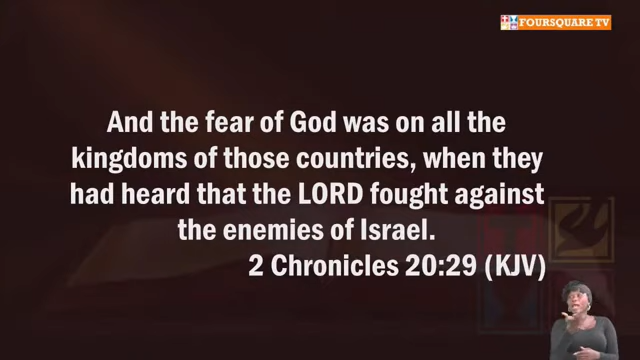 FOURSQUARE TV
And the fear of God was on all the
kingdoms of those countries, when they
had heard that the LORD fought against
the enemies of Israel.
2 Chronicles 20:29 (KJV)